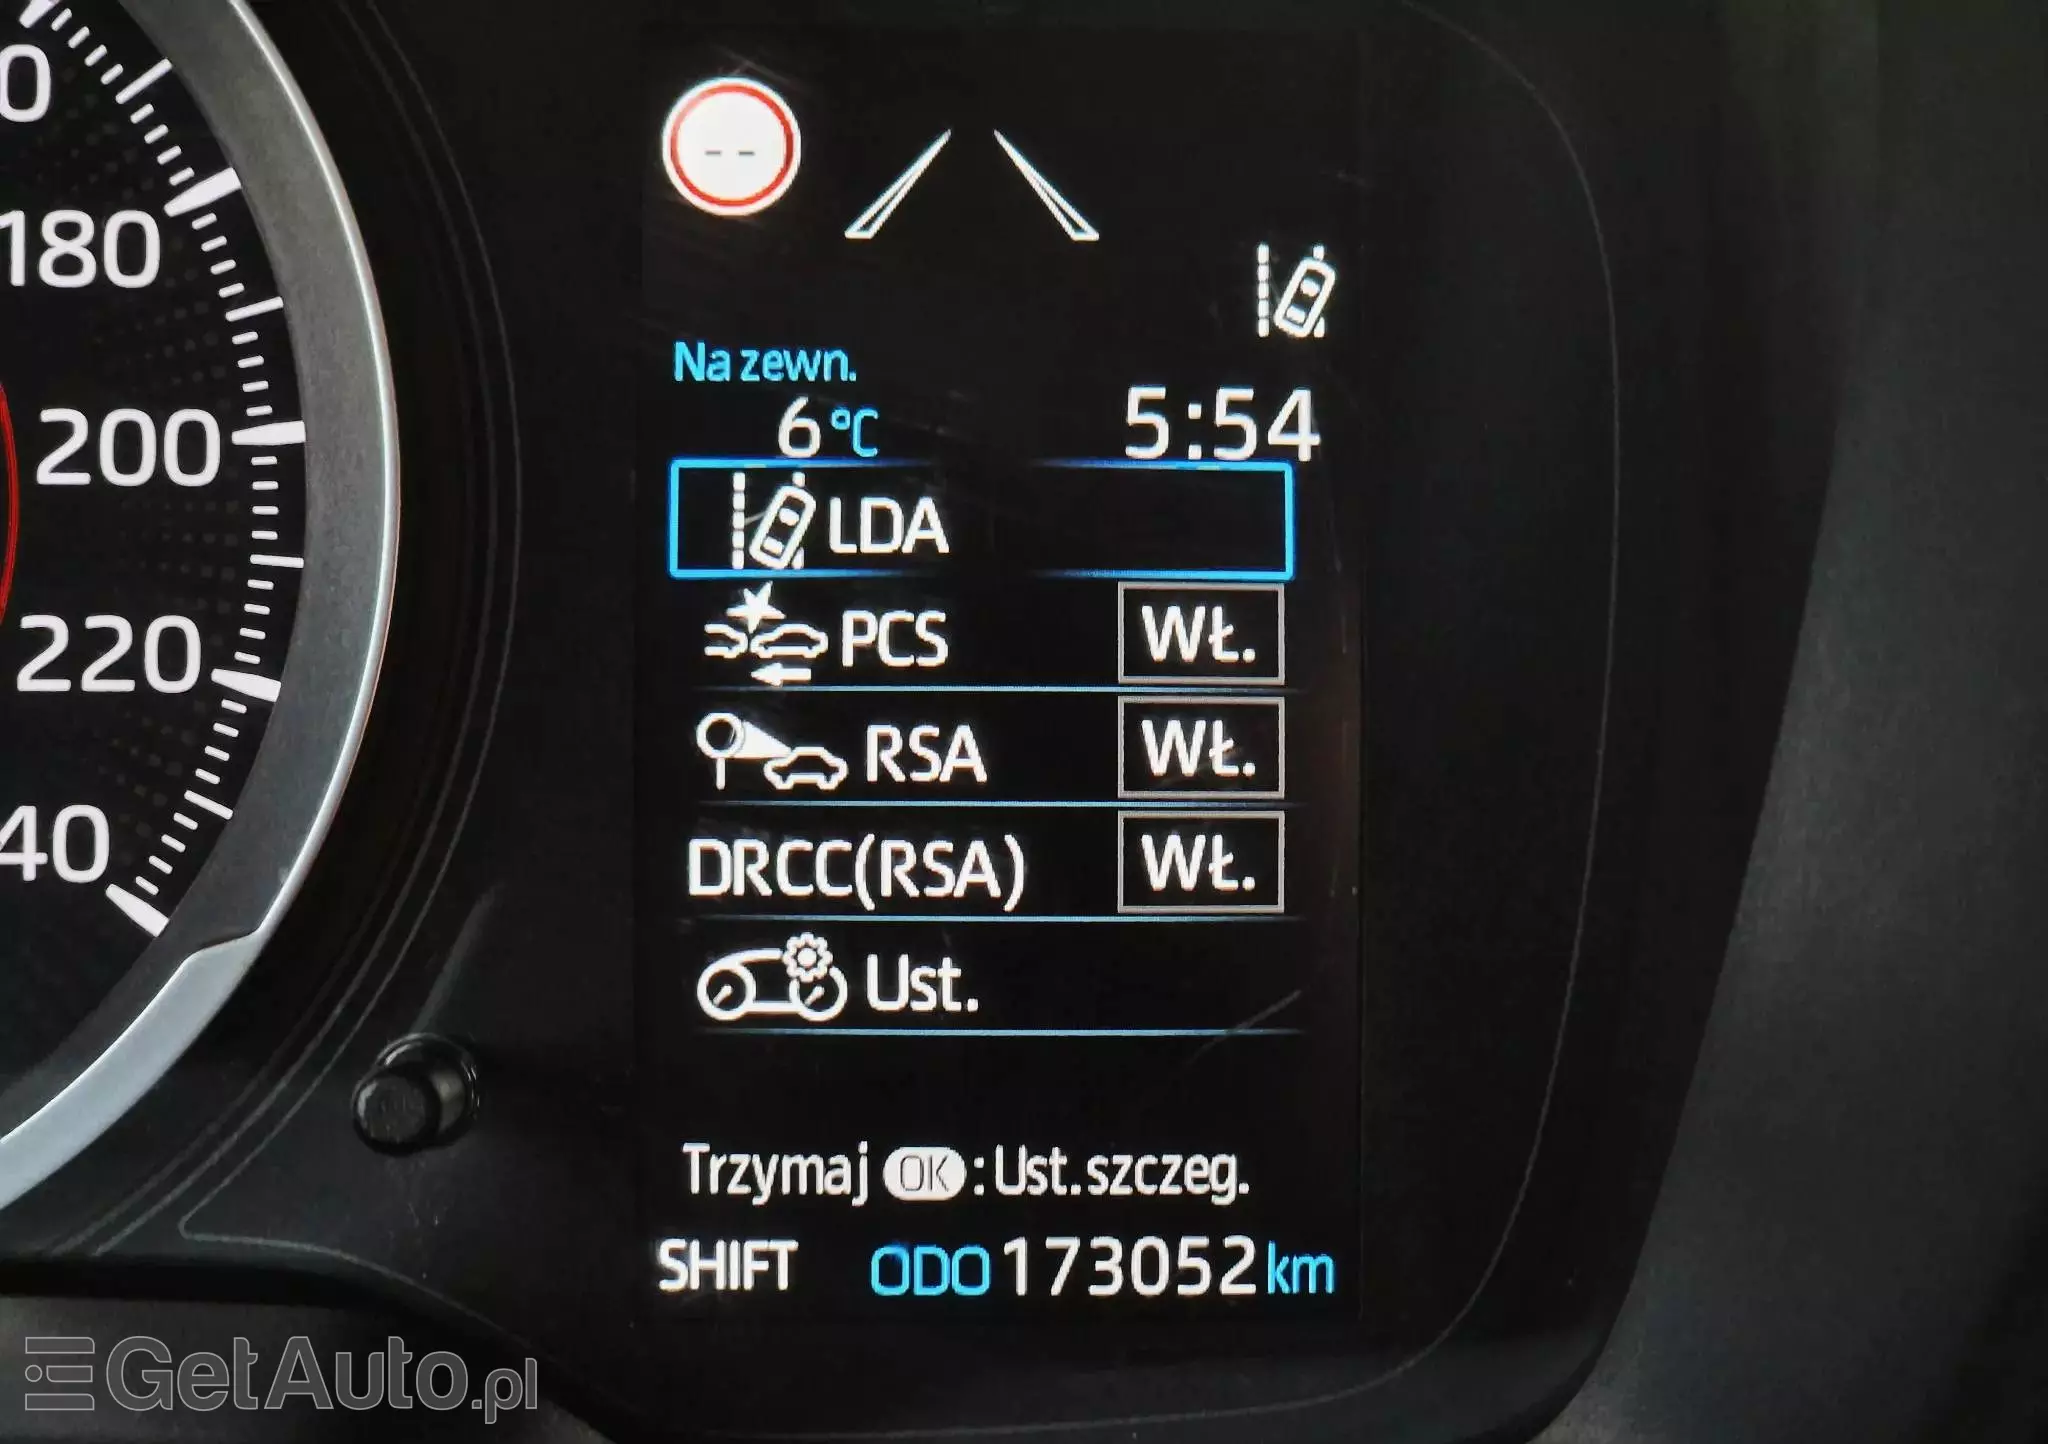 0
180
200
220
40
--
Na zewn.
6 °C 5:54
LDA
PCS WŁ.
RSA WŁ.
DRCC(RSA) WŁ.
Ust.
Trzymaj OK : Ust. szczeg.
SHIFT ODO 173052 km
GetAuto.pl